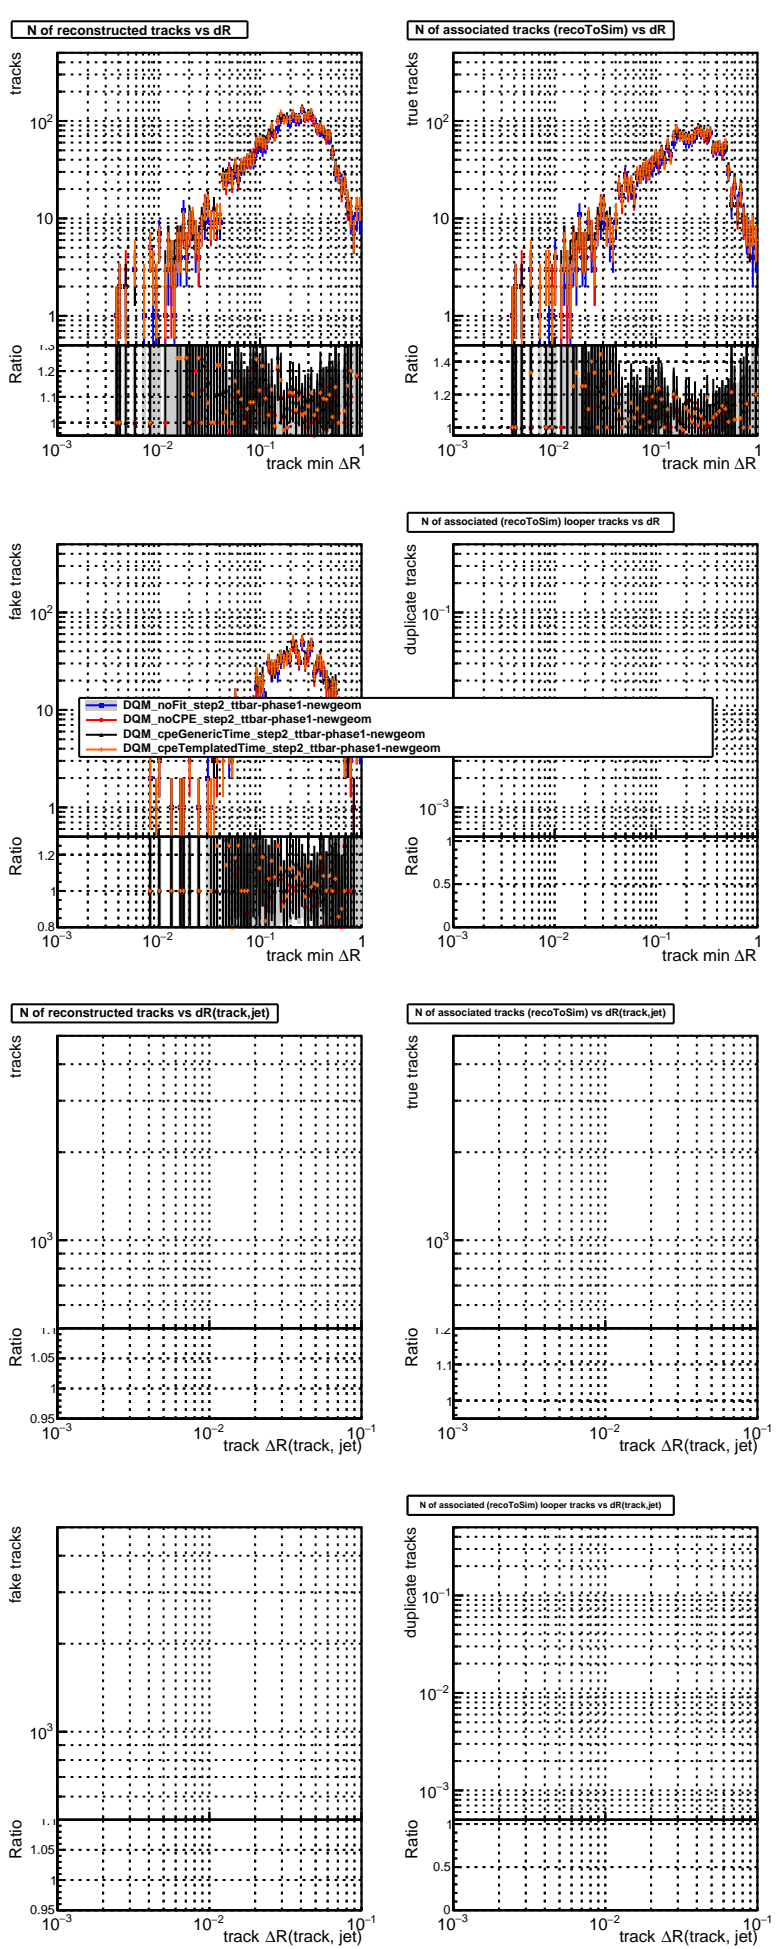 N of reconstructed tracks vs dR
tracks
10²
10
1
Ratio
1.3
1.2
1.1
1
10⁻³ 10⁻² 10⁻¹ 1
track min ΔR
N of associated tracks (recoToSim) vs dR
true tracks
10²
10
1
Ratio
1.4
1.2
1
10⁻³ 10⁻² 10⁻¹ 1
track min ΔR
fake tracks
10²
10
1
Ratio
1.2
1
0.8
10⁻³ 10⁻² 10⁻¹ 1
track min ΔR
N of associated (recoToSim) looper tracks vs dR
duplicate tracks
10⁻¹
10⁻³
Ratio
1
0.5
0
10⁻³ 10⁻² 10⁻¹ 1
track min ΔR
DQM_noFit_step2_ttbar-phase1-newgeom
DQM_noCPE_step2_ttbar-phase1-newgeom
DQM_cpeGenericTime_step2_ttbar-phase1-newgeom
DQM_cpeTemplatedTime_step2_ttbar-phase1-newgeom
N of reconstructed tracks vs dR(track,jet)
tracks
10³
Ratio
1.1
1.05
1
0.95
10⁻³ 10⁻² 10⁻¹
track ΔR(track, jet)
N of associated tracks (recoToSim) vs dR(track,jet)
true tracks
10³
Ratio
1.2
1.1
1
10⁻³ 10⁻² 10⁻¹
track ΔR(track, jet)
fake tracks
10³
Ratio
1.1
1.05
1
0.95
10⁻³ 10⁻² 10⁻¹
track ΔR(track, jet)
N of associated (recoToSim) looper tracks vs dR(track,jet)
duplicate tracks
10⁻¹
10⁻²
10⁻³
Ratio
1
0.5
0
10⁻³ 10⁻² 10⁻¹
track ΔR(track, jet)